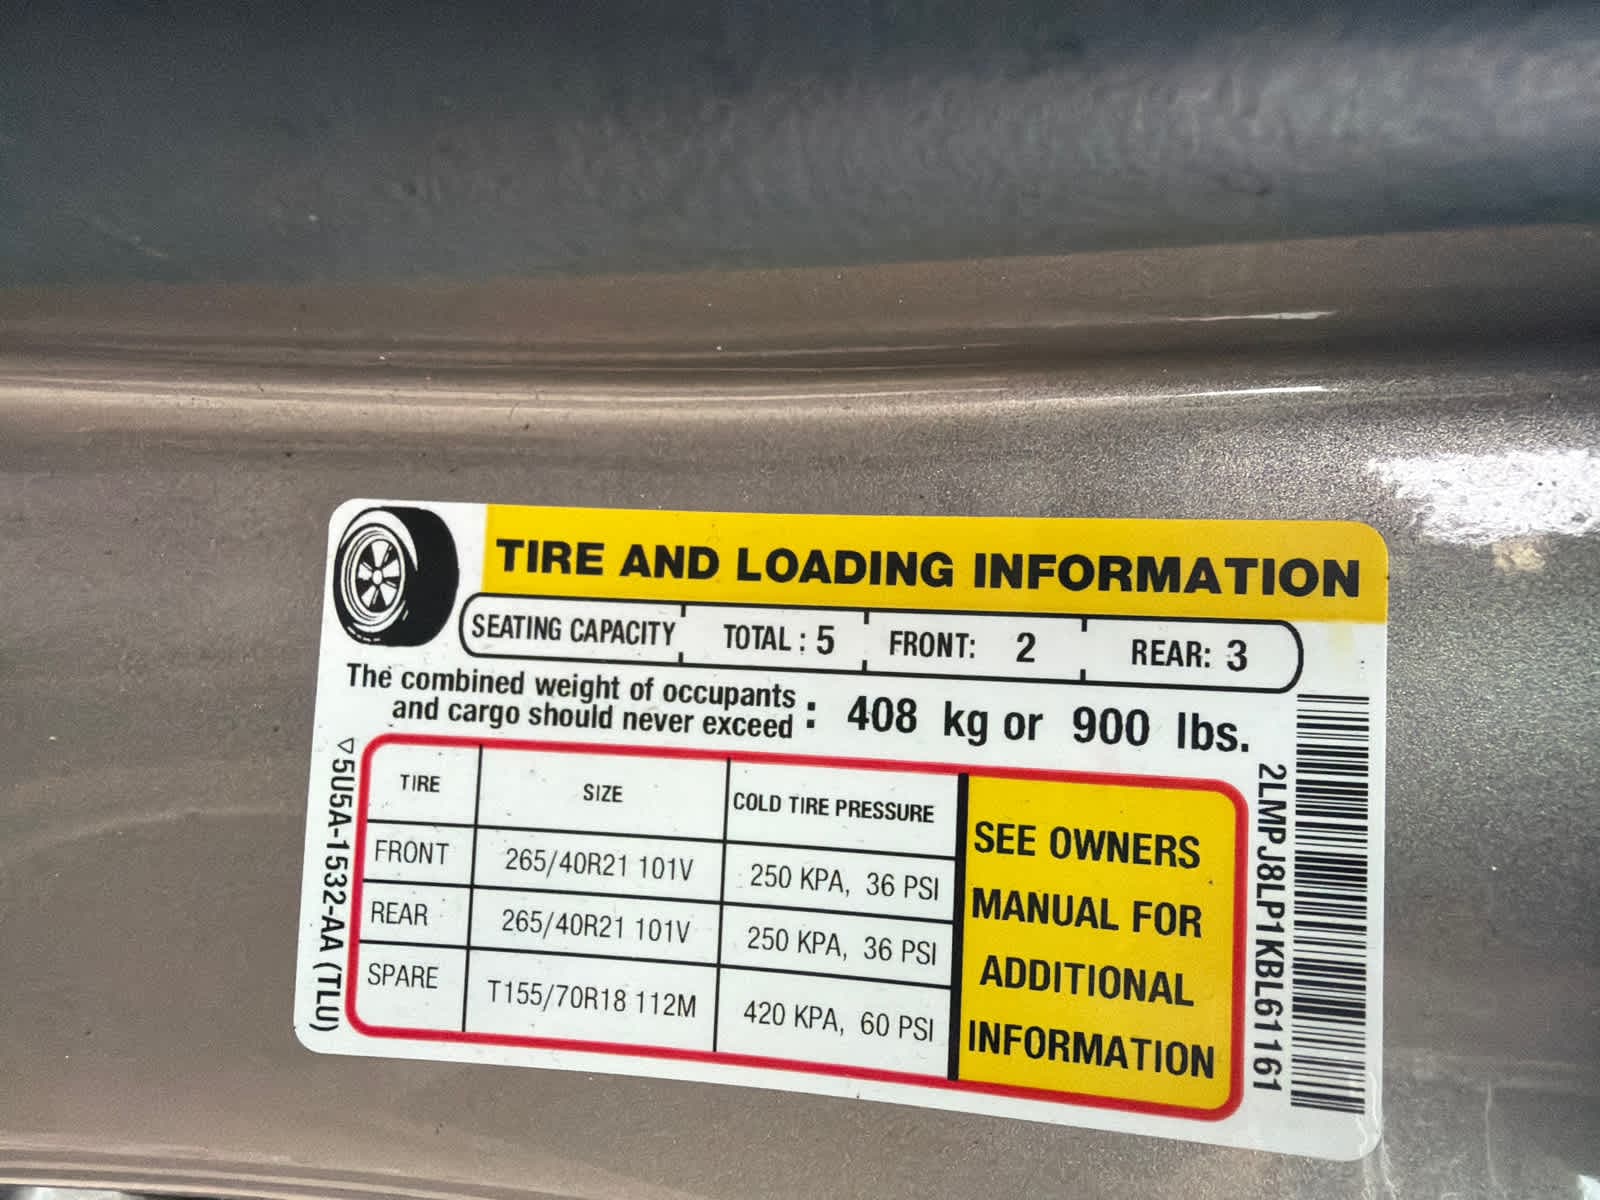 TIRE AND LOADING INFORMATION
SEATING CAPACITY TOTAL : 5 FRONT: 2 REAR: 3
The combined weight of occupants
and cargo should never exceed : 408 kg or 900 lbs.
TIRE SIZE COLD TIRE PRESSURE
FRONT 265/40R21 101V 250 KPA, 36 PSI
REAR 265/40R21 101V 250 KPA, 36 PSI
SPARE T155/70R18 112M 420 KPA, 60 PSI
SEE OWNERS
MANUAL FOR
ADDITIONAL
INFORMATION
▽5U5A-1532-AA (TLU)
2LMPJ8LP1KBL61161